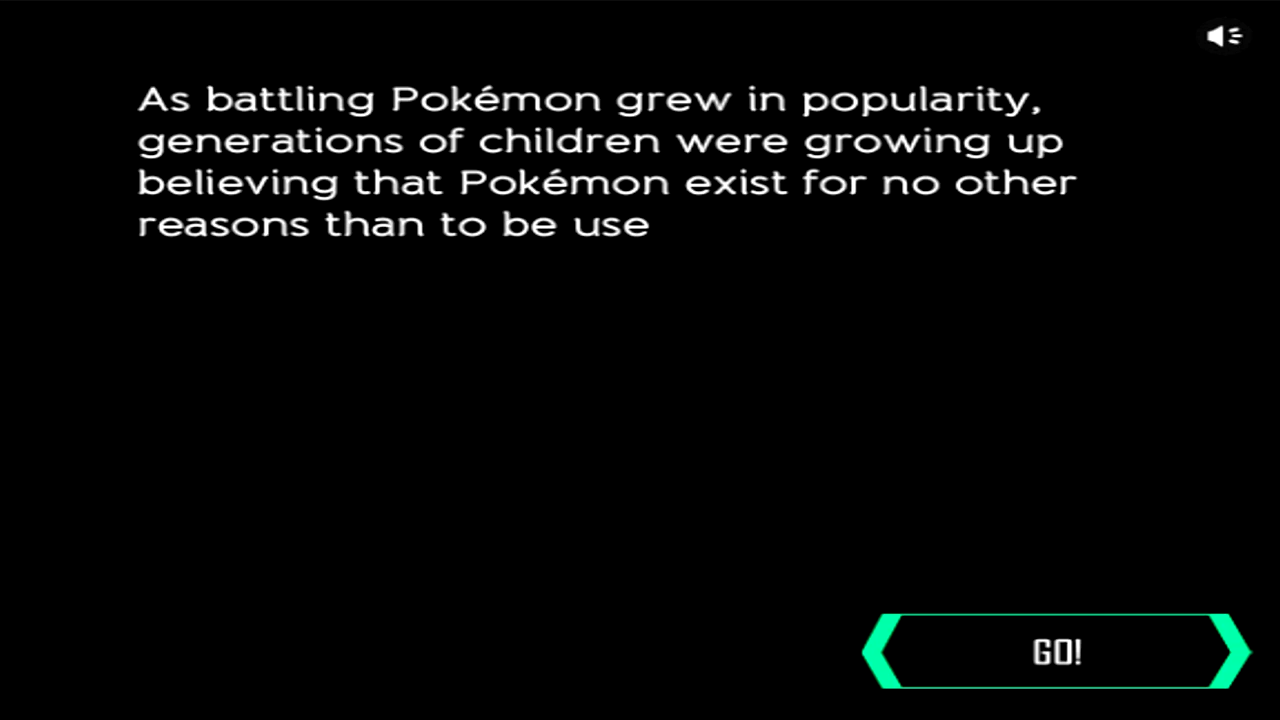 As battling Pokémon grew in popularity,
generations of children were growing up
believing that Pokémon exist for no other
reasons than to be use
GO!